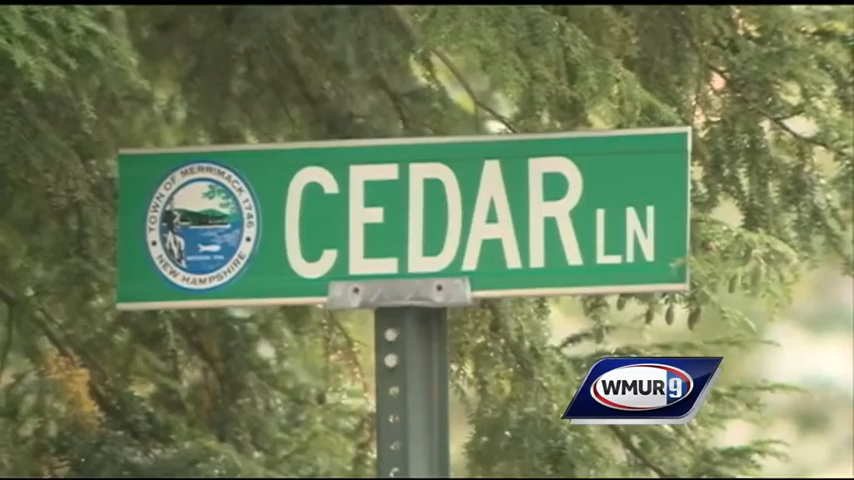 TOWN OF MERRIMACK 1746
NEW HAMPSHIRE
CEDAR LN
WMUR 9